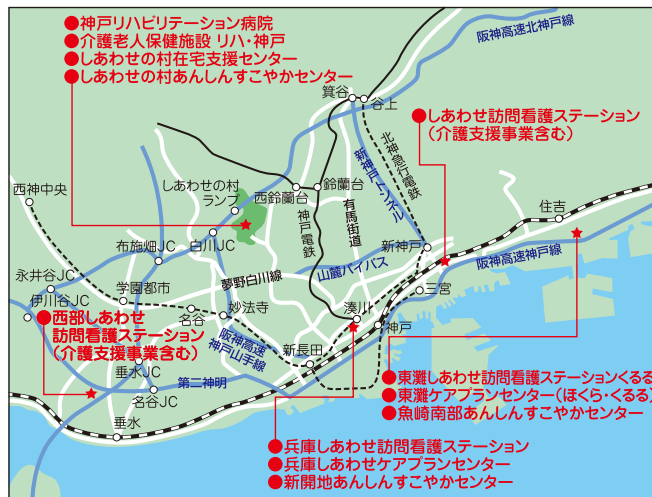 ●神戸リハビリテーション病院
●介護老人保健施設 リハ・神戸
●しあわせの村在宅支援センター
●しあわせの村あんしんすこやかセンター
阪神高速北神戸線
箕谷
谷上
●しあわせ訪問看護ステーション
（介護支援事業含む）
北神急行電鉄
新神戸トンネル
西神中央
しあわせの村
ランプ
西鈴蘭台
鈴蘭台
神戸電鉄
有馬街道
住吉
布施畑JC
白川JC
新神戸
阪神高速神戸線
永井谷JC
学園都市
夢野白川線
山麓バイパス
伊川谷JC
名谷
妙法寺
湊川
三宮
神戸
●西部しあわせ
訪問看護ステーション
（介護支援事業含む）
阪神高速
神戸山手線
新長田
垂水JC
第二神明
名谷JC
垂水
●東灘しあわせ訪問看護ステーションくるる
●東灘ケアプランセンター（ほくら・くるる）
●魚崎南部あんしんすこやかセンター
●兵庫しあわせ訪問看護ステーション
●兵庫しあわせケアプランセンター
●新開地あんしんすこやかセンター